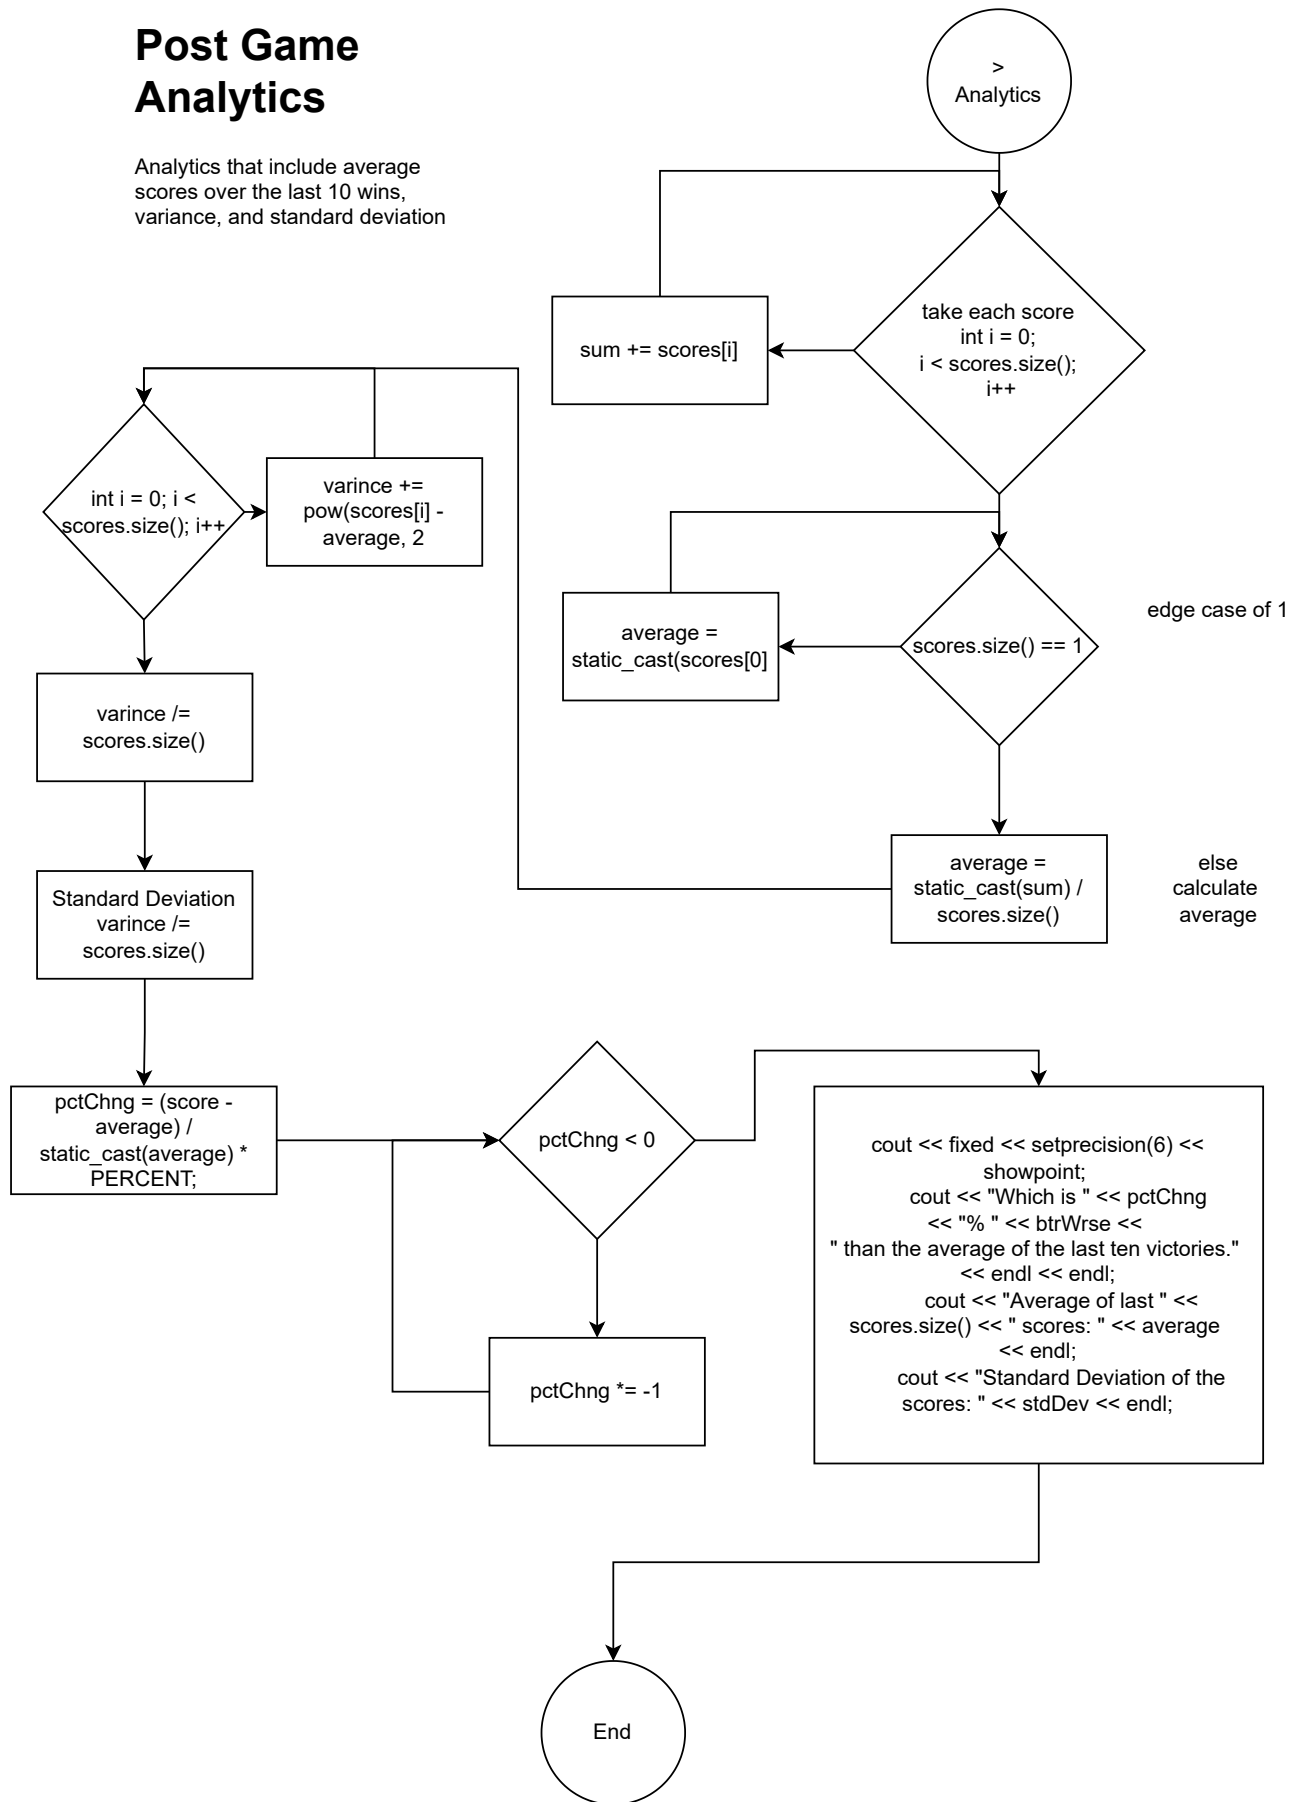 Post Game
Analytics
Analytics that include average
scores over the last 10 wins,
variance, and standard deviation
>
Analytics
take each score
int i = 0;
i < scores.size();
i++
sum += scores[i]
int i = 0; i <
scores.size(); i++
varince +=
pow(scores[i] -
average, 2
scores.size() == 1
edge case of 1
average =
static_cast(scores[0]
varince /=
scores.size()
average =
static_cast(sum) /
scores.size()
else
calculate
average
Standard Deviation
varince /=
scores.size()
pctChng = (score -
average) /
static_cast(average) *
PERCENT;
pctChng < 0
pctChng *= -1
cout << fixed << setprecision(6) <<
showpoint;
cout << "Which is " << pctChng
<< "% " << btrWrse <<
" than the average of the last ten victories."
<< endl << endl;
cout << "Average of last " <<
scores.size() << " scores: " << average
<< endl;
cout << "Standard Deviation of the
scores: " << stdDev << endl;
End